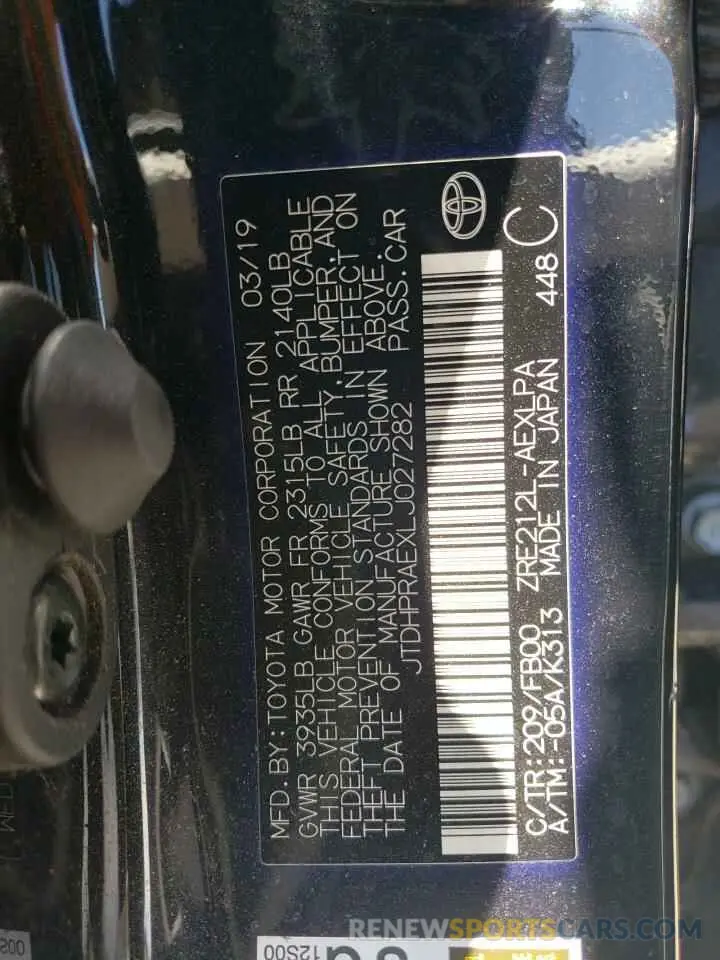 MFD. BY: TOYOTA MOTOR CORPORATION 03/19
GVWR 3935LB GAWR FR 2315LB RR 2140LB
THIS VEHICLE CONFORMS TO ALL APPLICABLE
FEDERAL MOTOR VEHICLE SAFETY, BUMPER, AND
THEFT PREVENTION STANDARDS IN EFFECT ON
THE DATE OF MANUFACTURE SHOWN ABOVE.
JTDHPRAEXLJ027282 PASS. CAR
C/TR: 209/FB00 ZRE212L-AEXLPA 448 C
A/TM: -05A/K313 MADE IN JAPAN
12S00
RENEWSPORTSCARS.COM